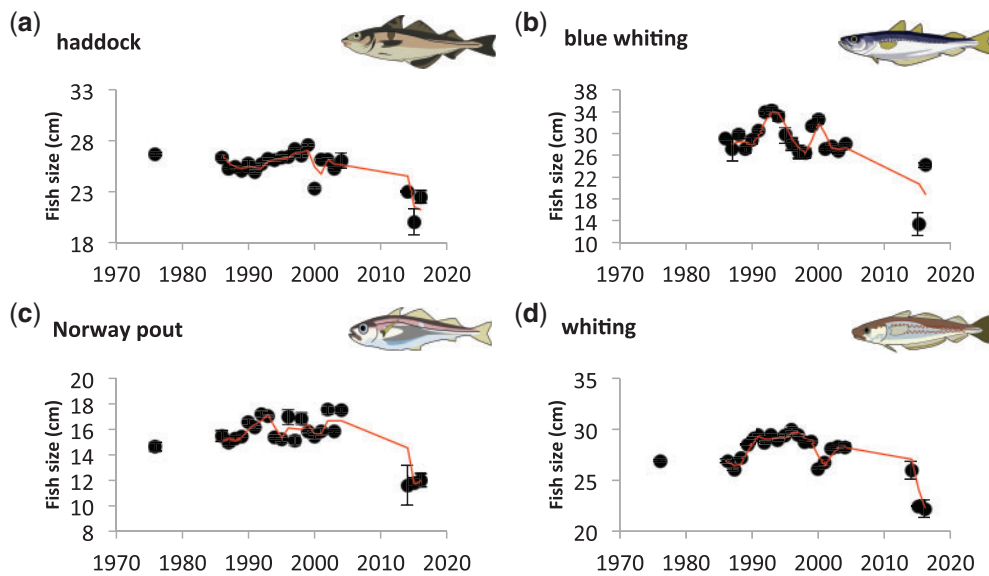 (a) haddock
Fish size (cm)
33
28
23
18
1970 1980 1990 2000 2010 2020
(b) blue whiting
Fish size (cm)
38
34
30
26
22
18
14
10
1970 1980 1990 2000 2010 2020
(c) Norway pout
Fish size (cm)
20
18
16
14
12
10
8
1970 1980 1990 2000 2010 2020
(d) whiting
Fish size (cm)
35
30
25
20
1970 1980 1990 2000 2010 2020